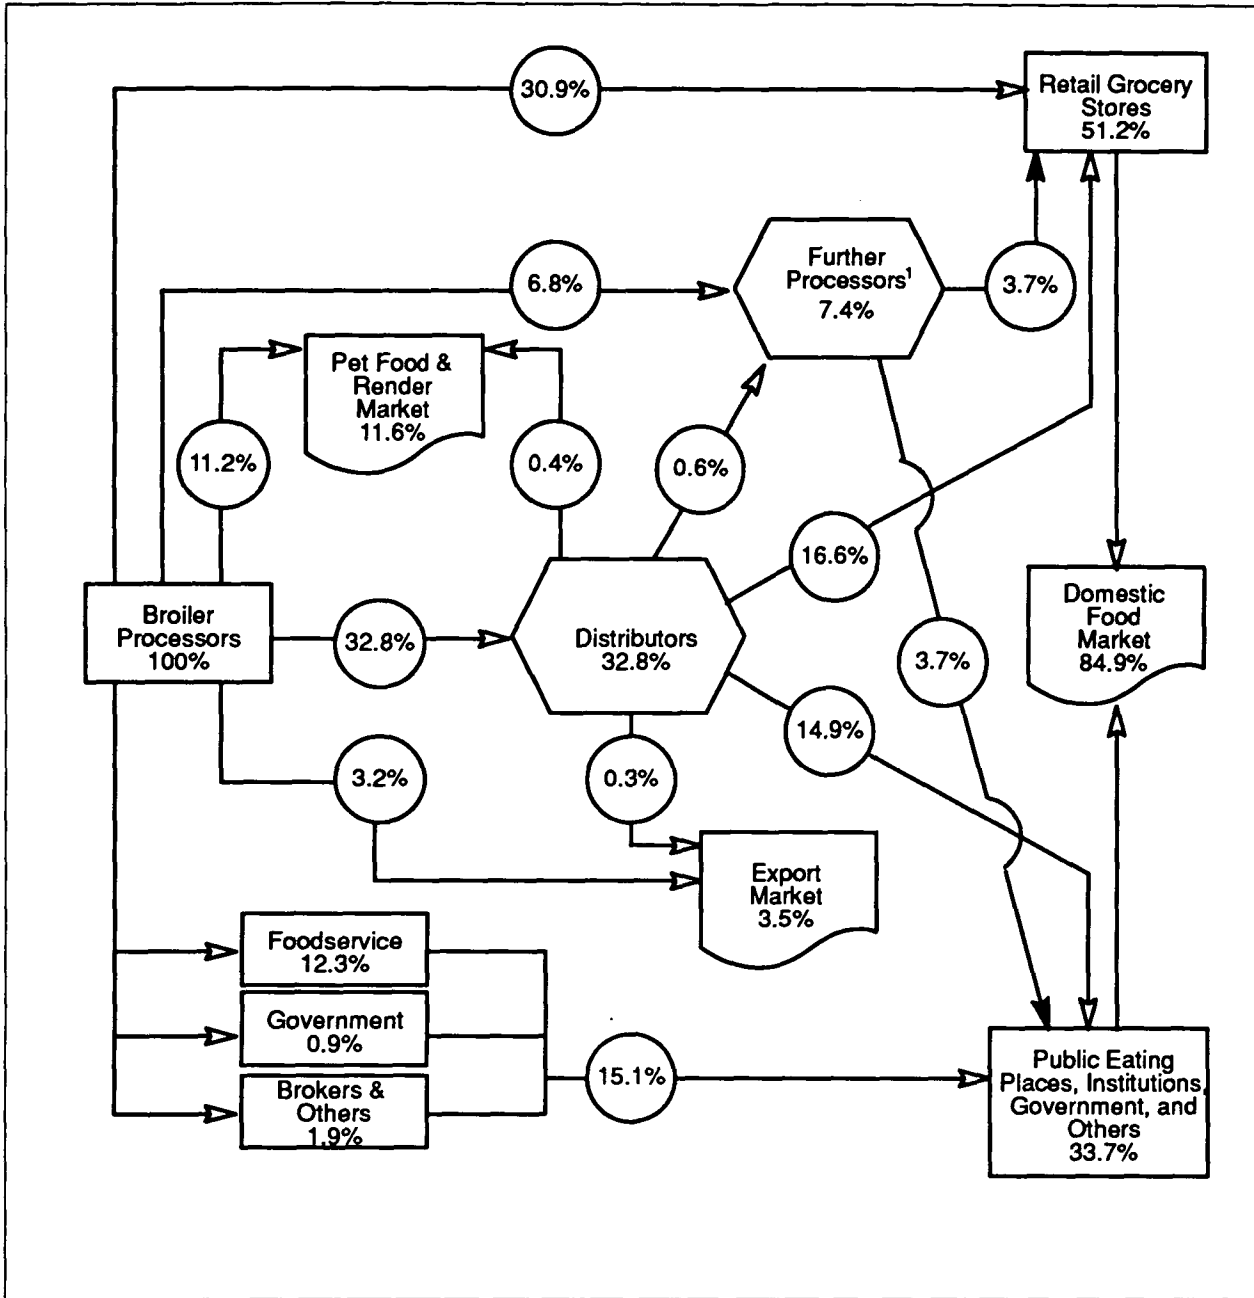 30.9%
Retail Grocery
Stores
51.2%
6.8%
Further
Processors¹
7.4%
3.7%
Pet Food &
Render
Market
11.6%
11.2%
0.4%
0.6%
16.6%
Broiler
Processors
100%
32.8%
Distributors
32.8%
3.7%
Domestic
Food
Market
84.9%
14.9%
3.2%
0.3%
Export
Market
3.5%
Foodservice
12.3%
Government
0.9%
Brokers &
Others
1.9%
15.1%
Public Eating
Places, Institutions,
Government, and
Others
33.7%